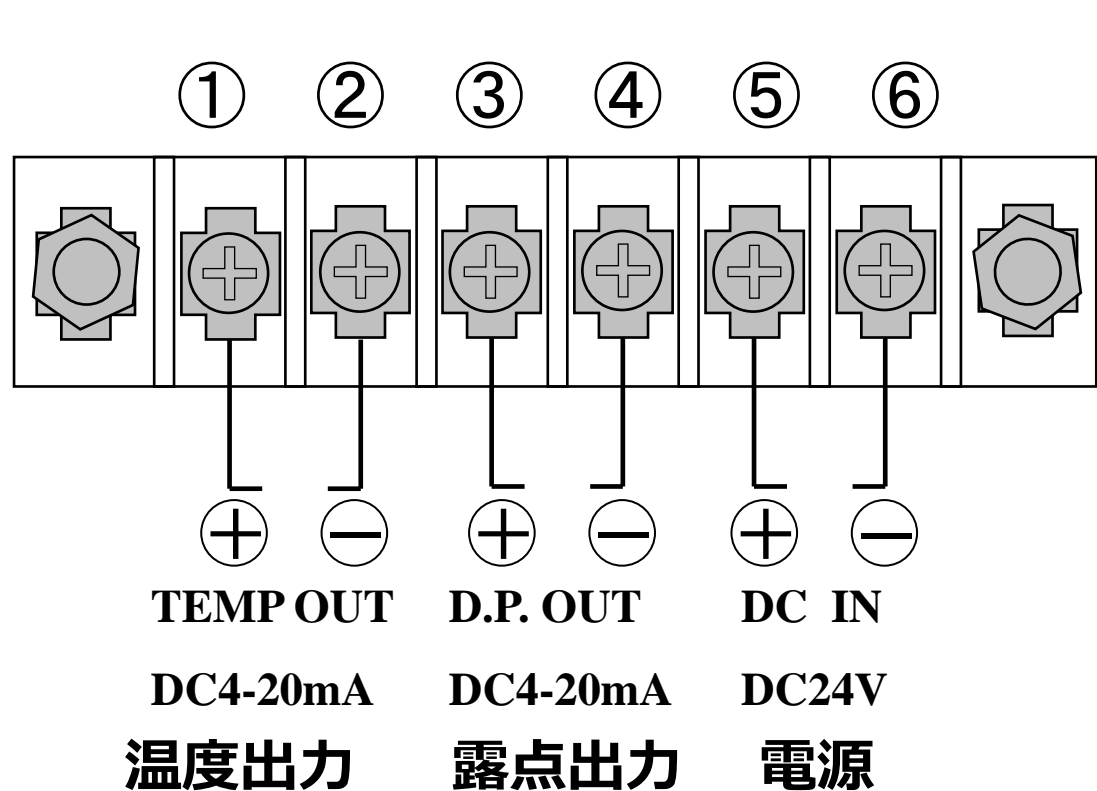 ① ② ③ ④ ⑤ ⑥
⊕ ⊖ ⊕ ⊖ ⊕ ⊖
TEMP OUT D.P. OUT DC IN
DC4-20mA DC4-20mA DC24V
温度出力 露点出力 電源